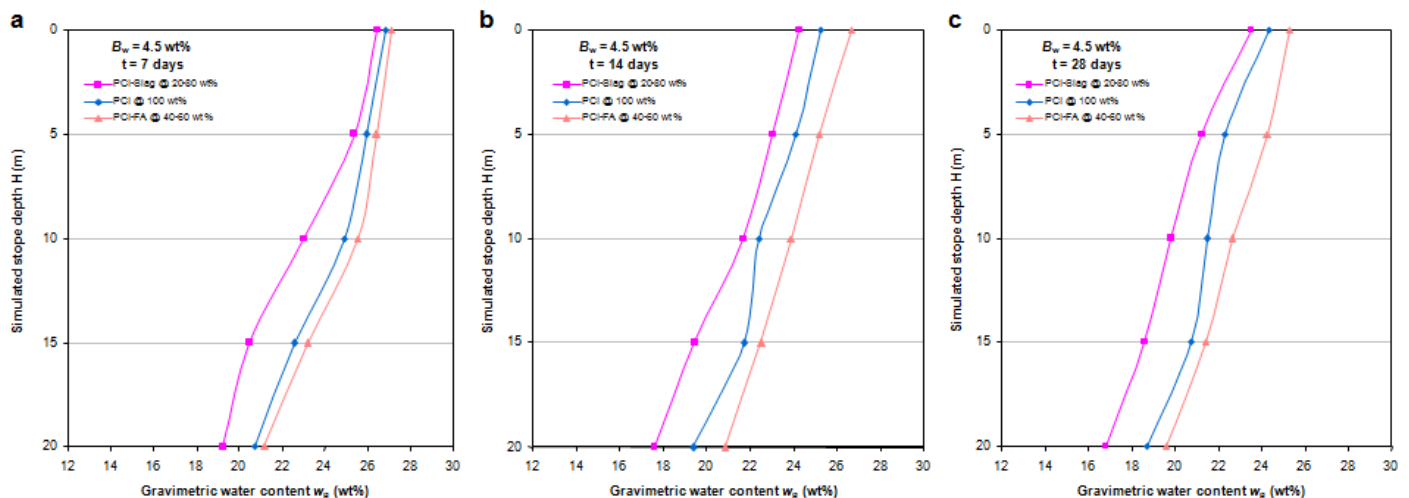 a
0
5
10
15
20
Simulated stope depth H (m)
B_w = 4.5 wt%
t = 7 days
PCI-Slag @ 20-80 wt%
PCI @ 100 wt%
PCI-FA @ 40-60 wt%
12 14 16 18 20 22 24 26 28 30
Gravimetric water content w_g (wt%)
b
0
5
10
15
20
Simulated stope depth H (m)
B_w = 4.5 wt%
t = 14 days
PCI-Slag @ 20-80 wt%
PCI @ 100 wt%
PCI-FA @ 40-60 wt%
12 14 16 18 20 22 24 26 28 30
Gravimetric water content w_g (wt%)
c
0
5
10
15
20
Simulated stope depth H (m)
B_w = 4.5 wt%
t = 28 days
PCI-Slag @ 20-80 wt%
PCI @ 100 wt%
PCI-FA @ 40-60 wt%
12 14 16 18 20 22 24 26 28 30
Gravimetric water content w_g (wt%)